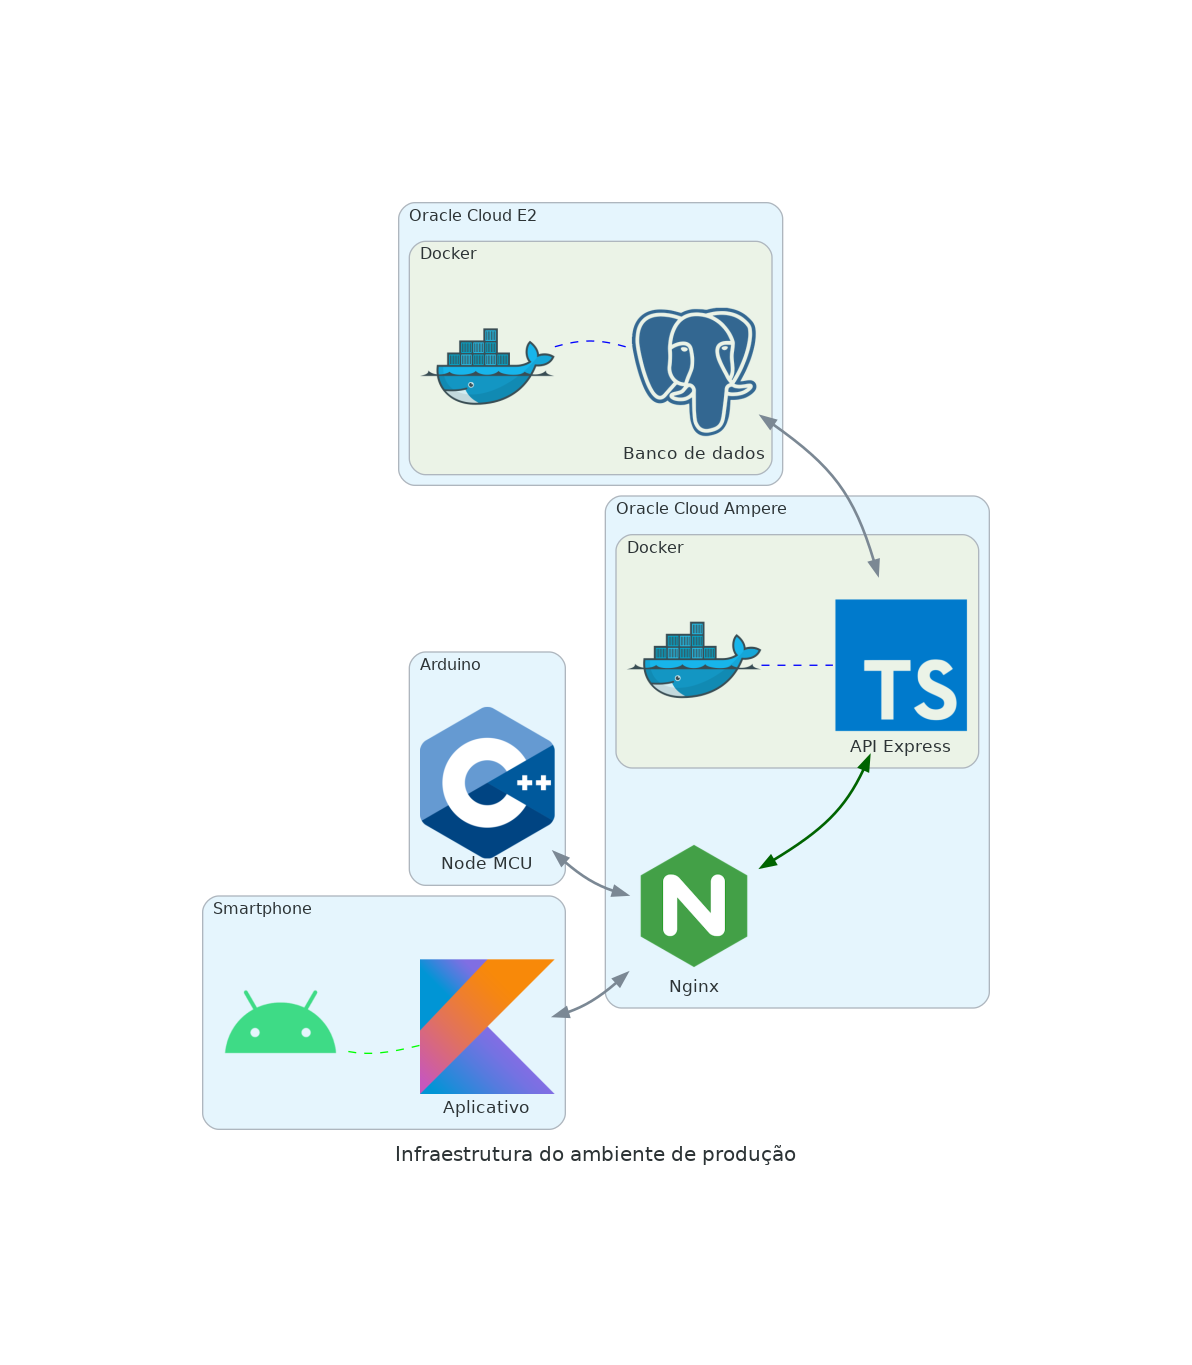 Oracle Cloud E2
Docker
Banco de dados
Oracle Cloud Ampere
Docker
TS
API Express
Arduino
C++
Node MCU
N
Nginx
Smartphone
Aplicativo
Infraestrutura do ambiente de produção